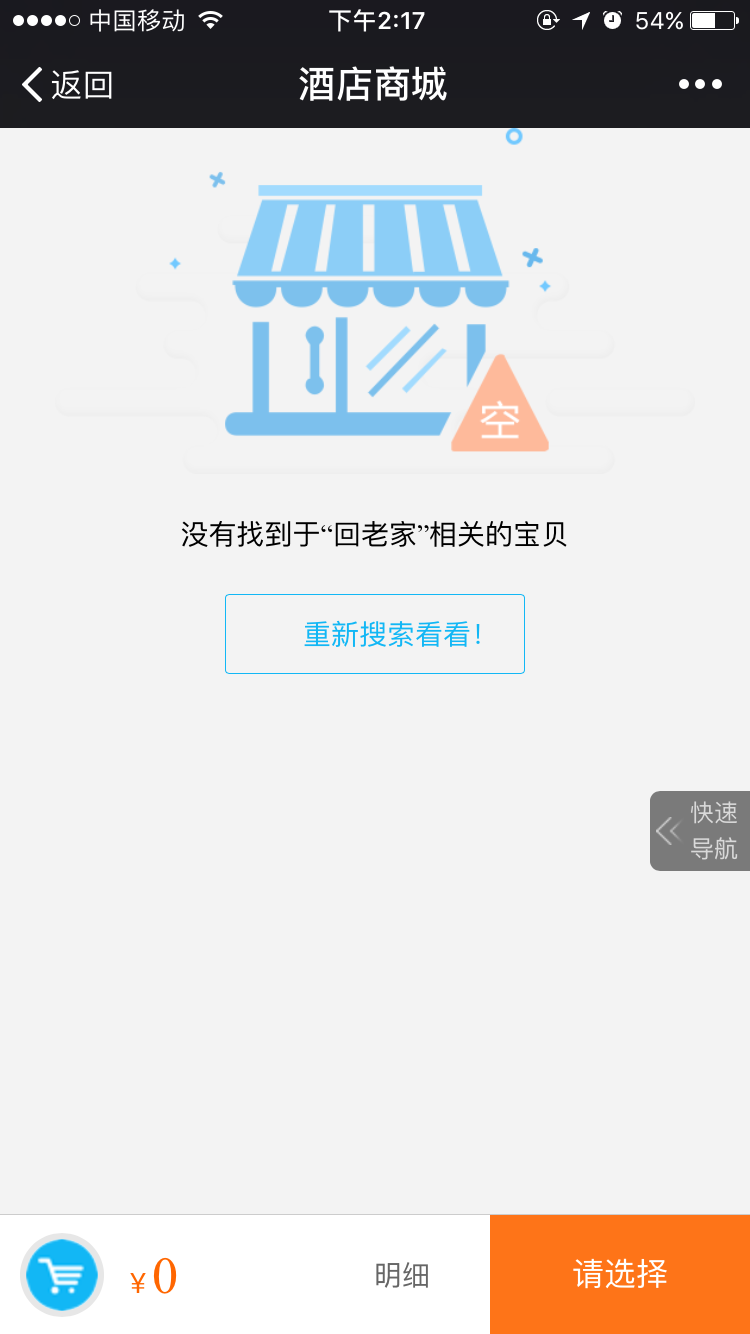 中国移动
下午2:17
54%
返回
酒店商城
空
没有找到于“回老家”相关的宝贝
重新搜索看看！
快速
导航
¥0
明细
请选择